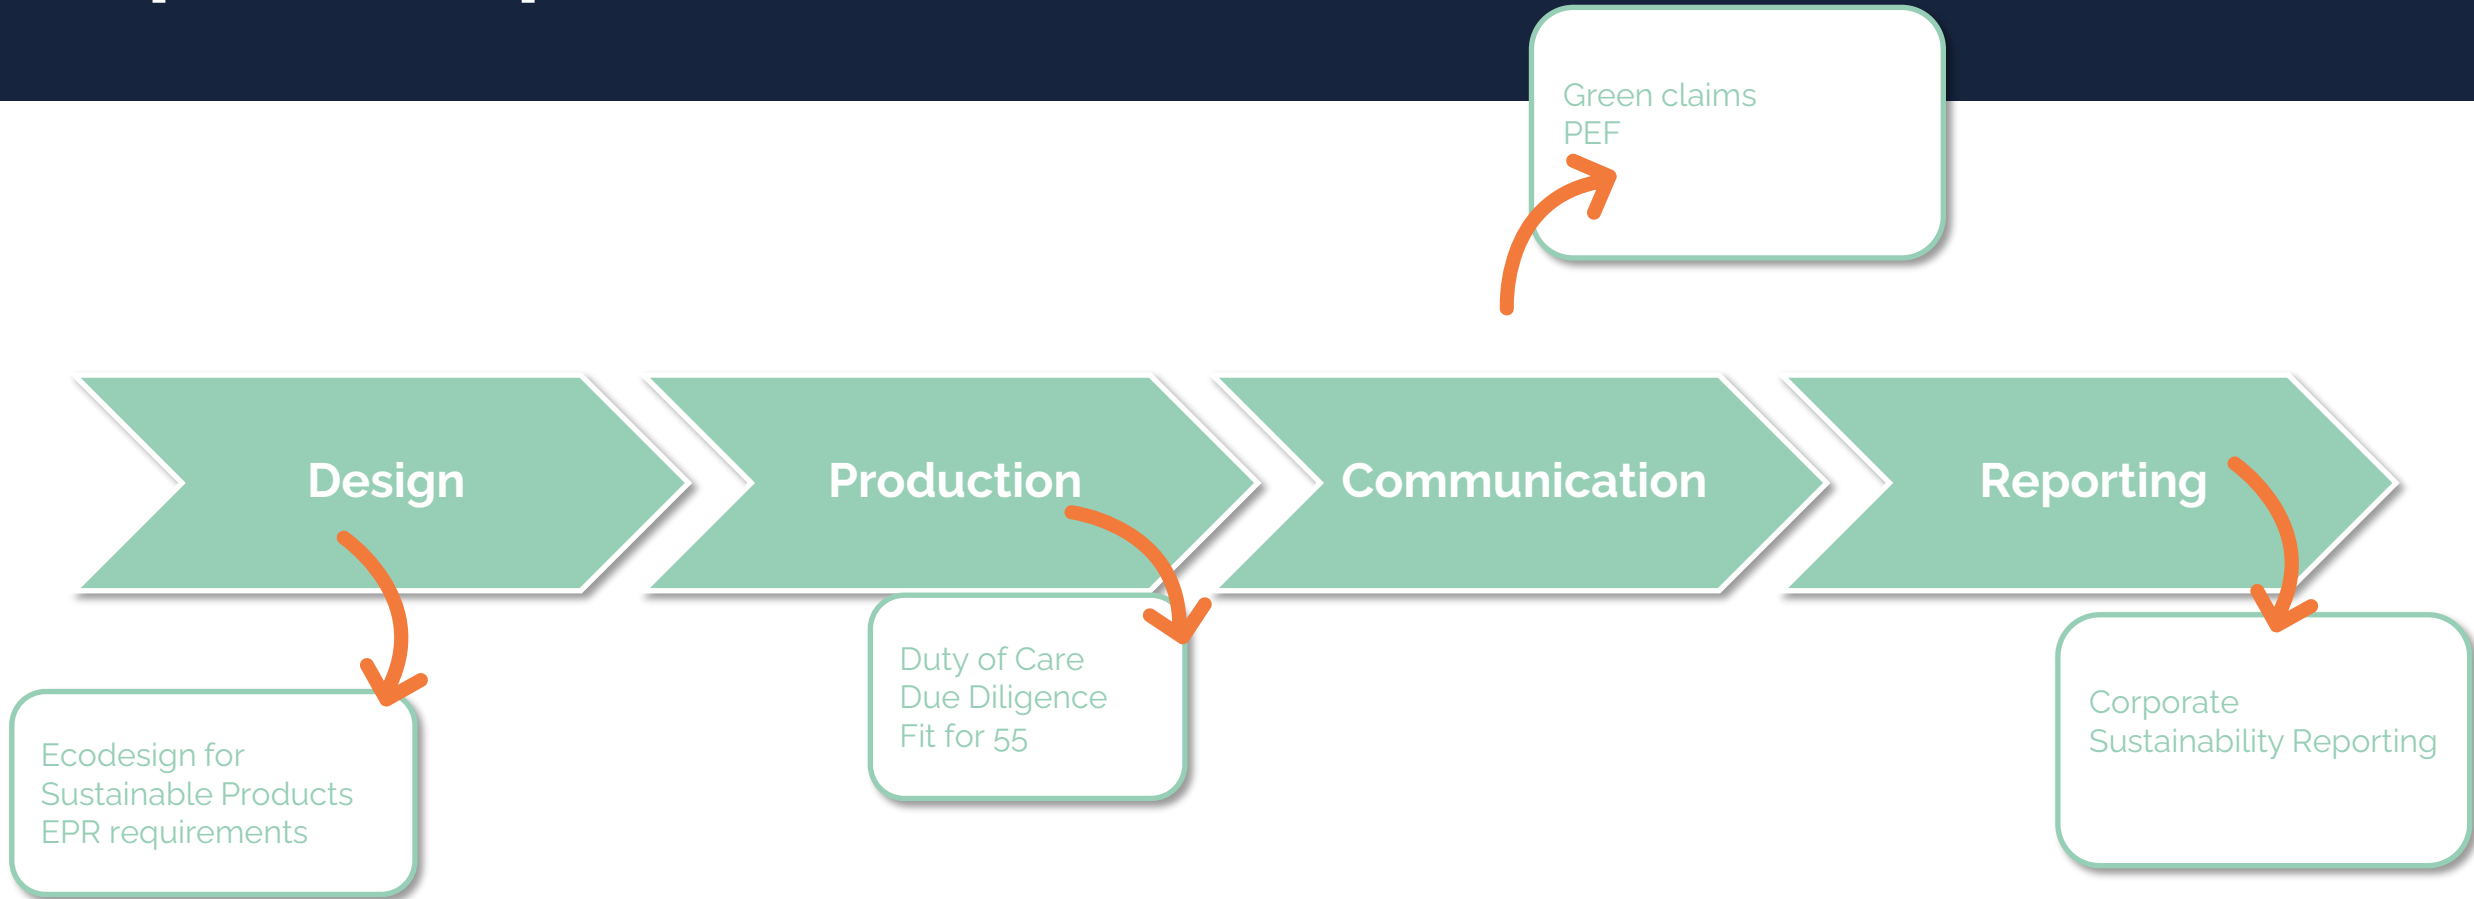 Green claims
PEF
Design
Production
Communication
Reporting
Ecodesign for
Sustainable Products
EPR requirements
Duty of Care
Due Diligence
Fit for 55
Corporate
Sustainability Reporting